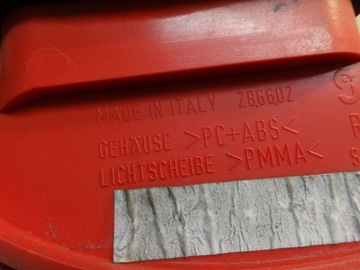 MADE IN ITALY 286602
GEHÄUSE >PC+ABS<
LICHTSCHEIBE >PMMA<